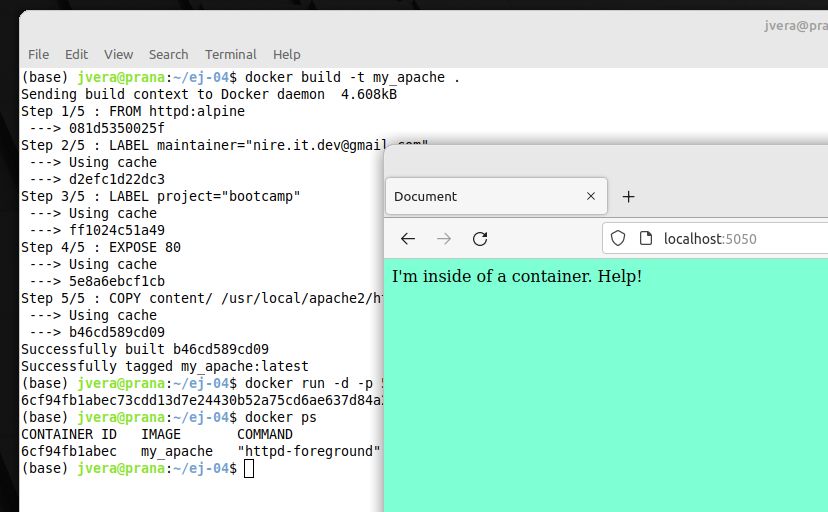 jvera@pra
File Edit View Search Terminal Help
(base) jvera@prana:~/ej-04$ docker build -t my_apache .
Sending build context to Docker daemon  4.608kB
Step 1/5 : FROM httpd:alpine
 ---> 081d5350025f
Step 2/5 : LABEL maintainer="nire.it.dev@gmail.com"
 ---> Using cache
 ---> d2efc1d22dc3
Step 3/5 : LABEL project="bootcamp"
 ---> Using cache
 ---> ff1024c51a49
Step 4/5 : EXPOSE 80
 ---> Using cache
 ---> 5e8a6ebcf1cb
Step 5/5 : COPY content/ /usr/local/apache2/ht
 ---> Using cache
 ---> b46cd589cd09
Successfully built b46cd589cd09
Successfully tagged my_apache:latest
(base) jvera@prana:~/ej-04$ docker run -d -p 5
6cf94fb1abec73cdd13d7e24430b52a75cd6ae637d84a
(base) jvera@prana:~/ej-04$ docker ps
CONTAINER ID   IMAGE       COMMAND
6cf94fb1abec   my_apache   "httpd-foreground"
(base) jvera@prana:~/ej-04$
Document
localhost:5050
I'm inside of a container. Help!